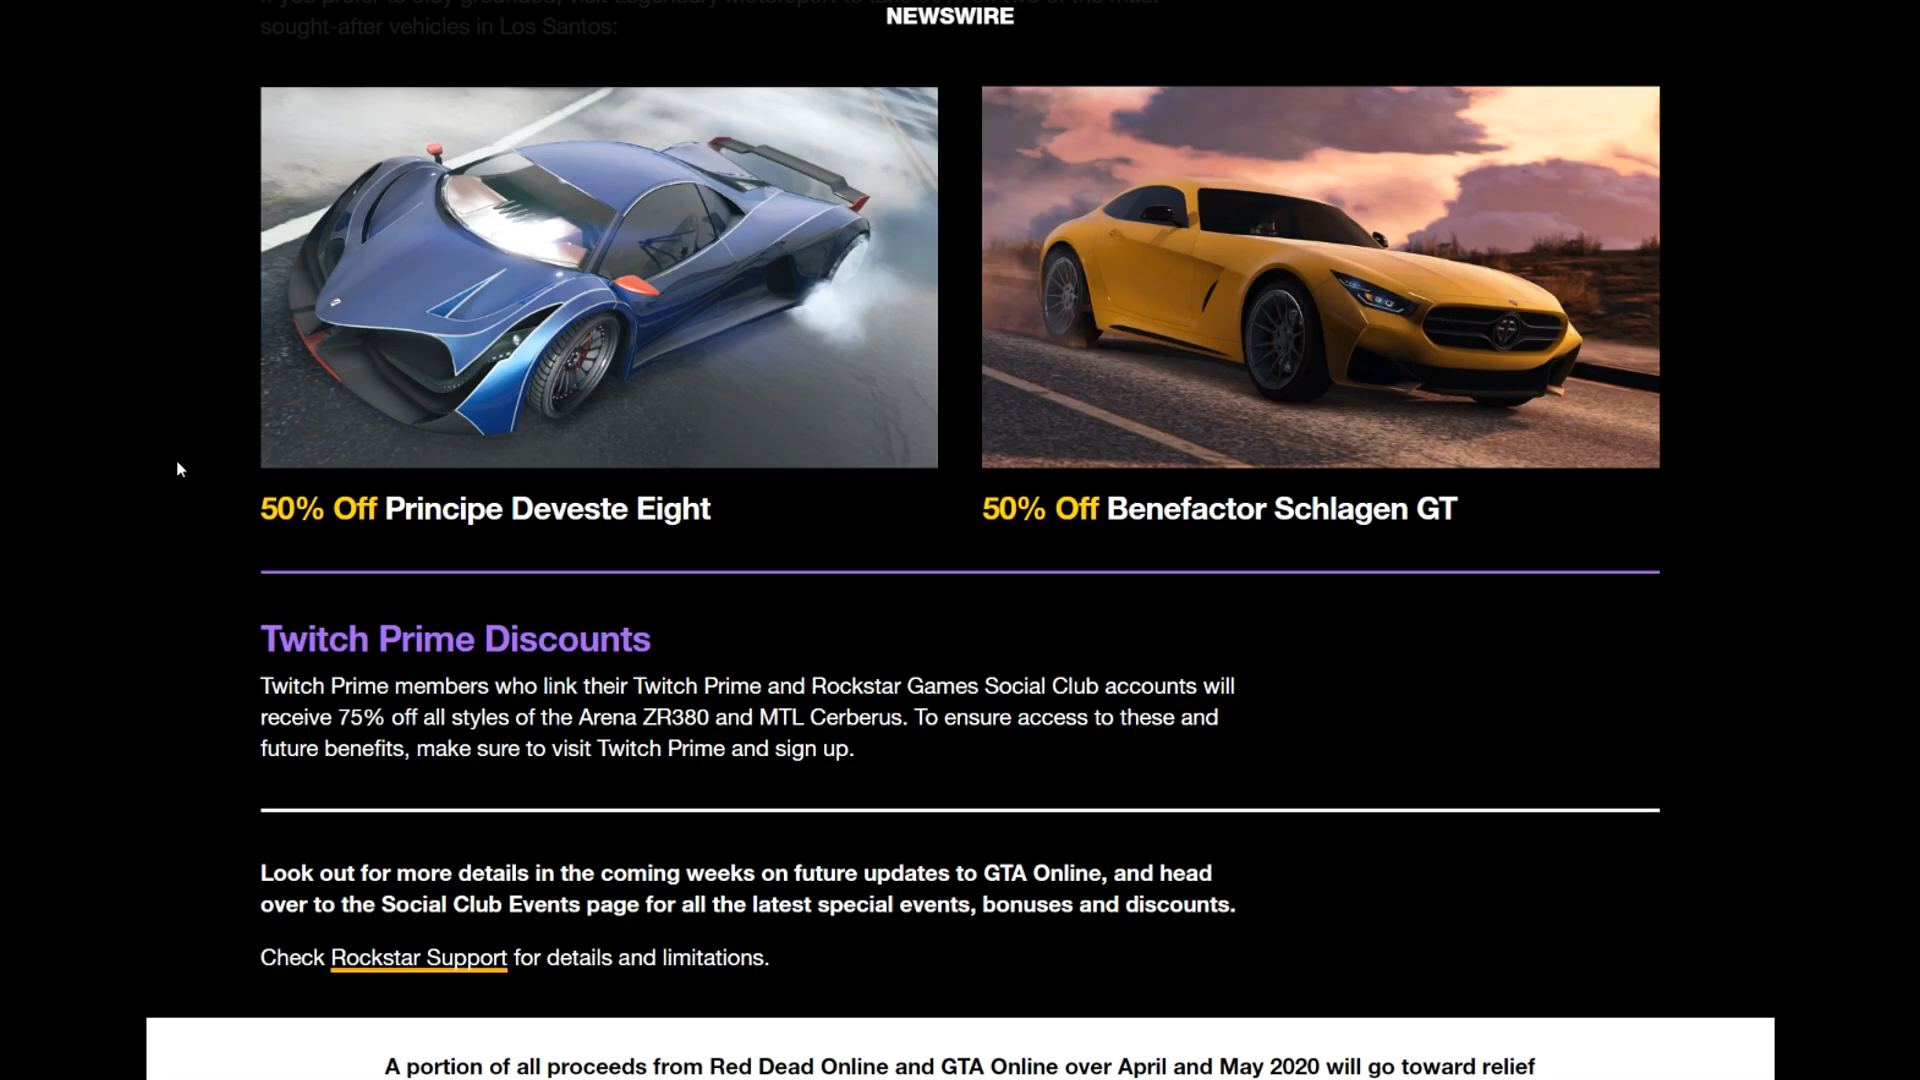 NEWSWIRE
If you prefer to stay grounded, visit Legendary Motorsport to take 50% off two of the most
sought-after vehicles in Los Santos:
50% Off Principe Deveste Eight
50% Off Benefactor Schlagen GT
Twitch Prime Discounts
Twitch Prime members who link their Twitch Prime and Rockstar Games Social Club accounts will
receive 75% off all styles of the Arena ZR380 and MTL Cerberus. To ensure access to these and
future benefits, make sure to visit Twitch Prime and sign up.
Look out for more details in the coming weeks on future updates to GTA Online, and head
over to the Social Club Events page for all the latest special events, bonuses and discounts.
Check Rockstar Support for details and limitations.
A portion of all proceeds from Red Dead Online and GTA Online over April and May 2020 will go toward relief